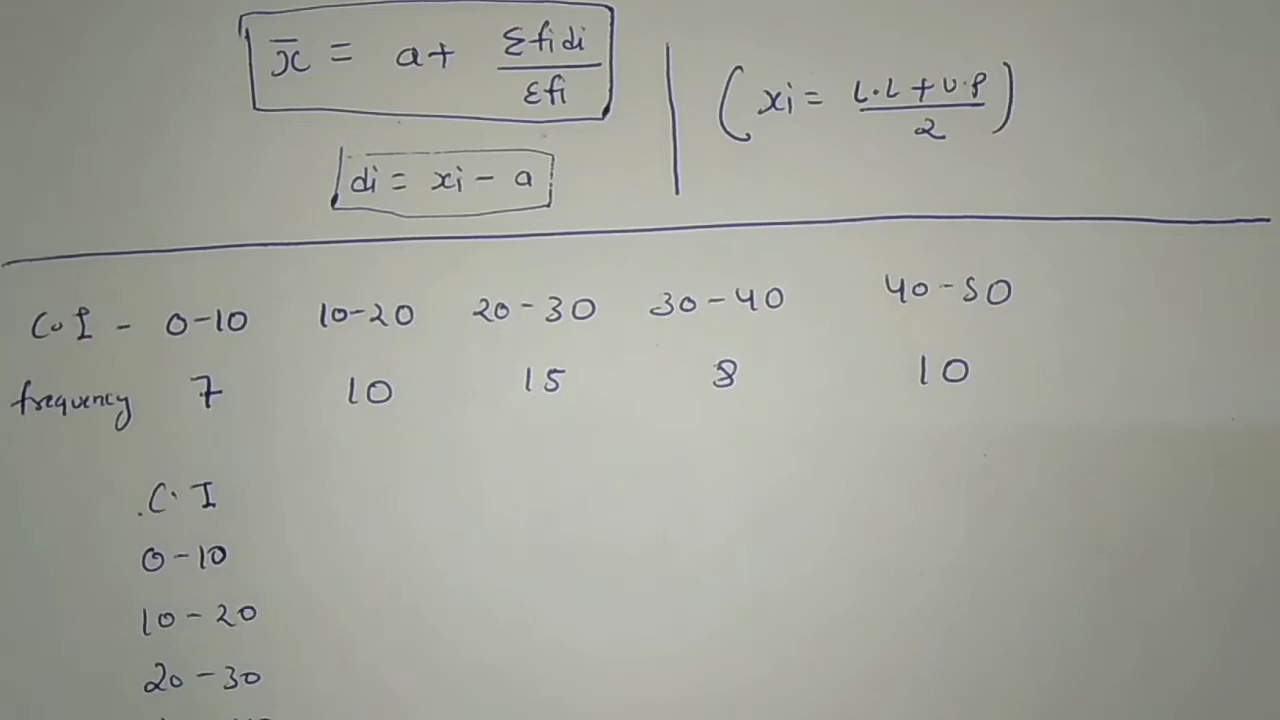 x̄ = a + Σfidi / Σfi
(xi = L.L + U.P / 2)
di = xi - a
C.I - 0-10 10-20 20-30 30-40 40-50
frequency 7 10 15 8 10
C.I
0-10
10-20
20-30